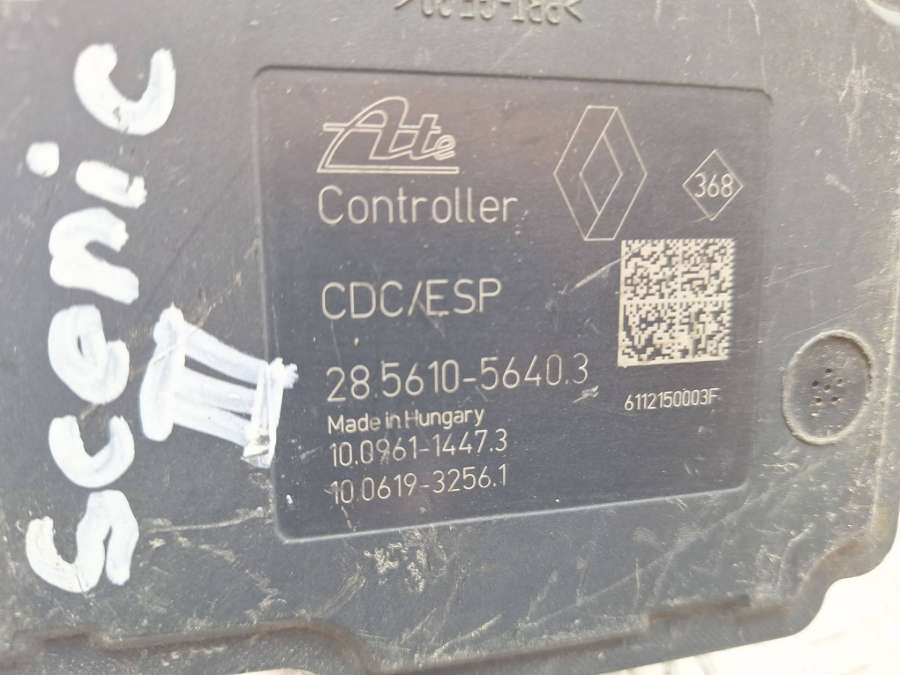 Ate
Controller
368
CDC/ESP
28.5610-5640.3
Made in Hungary
10.0961-1447.3
10.0619-3256.1
6112150003F
Scenic
III